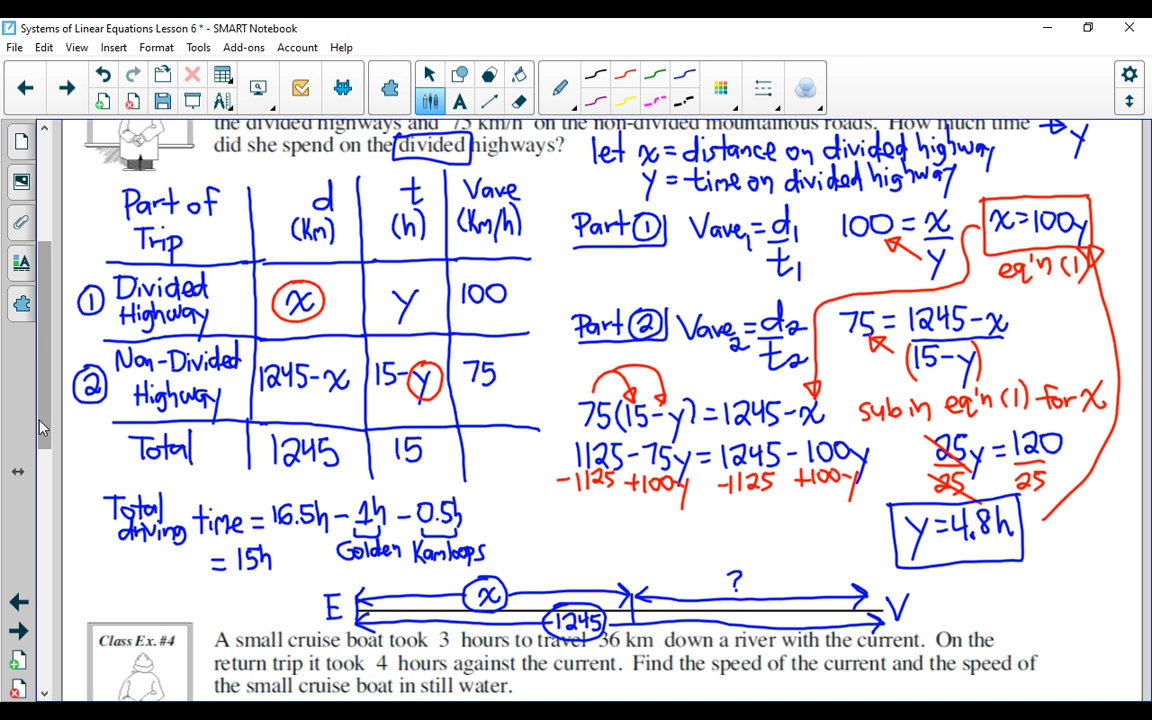 Systems of Linear Equations Lesson 6 * - SMART Notebook
File Edit View Insert Format Tools Add-ons Account Help
the divided highways and 75 km/h on the non-divided mountainous roads. How much time
did she spend on the divided highways?
→ y
let x = distance on divided highway
y = time on divided highway
Part of Trip
d (Km)
t (h)
Vave (Km/h)
① Divided Highway
x
y
100
② Non-Divided Highway
1245-x
15-y
75
Total
1245
15
Part ① Vave1 = d1/t1
100 = x/y
x=100y
eq'n (1)
Part ② Vave2 = d2/t2
75 = 1245-x/(15-y)
75(15-y)=1245-x
sub in eq'n (1) for x
1125-75y=1245-100y
-1125 +100y -1125 +100y
25y = 120
25 25
y=4.8h
Total driving time = 16.5h - 1h - 0.5h
Golden Kamloops
= 15h
E x ? V
1245
Class Ex. #4
A small cruise boat took 3 hours to travel 36 km down a river with the current. On the
return trip it took 4 hours against the current. Find the speed of the current and the speed of
the small cruise boat in still water.